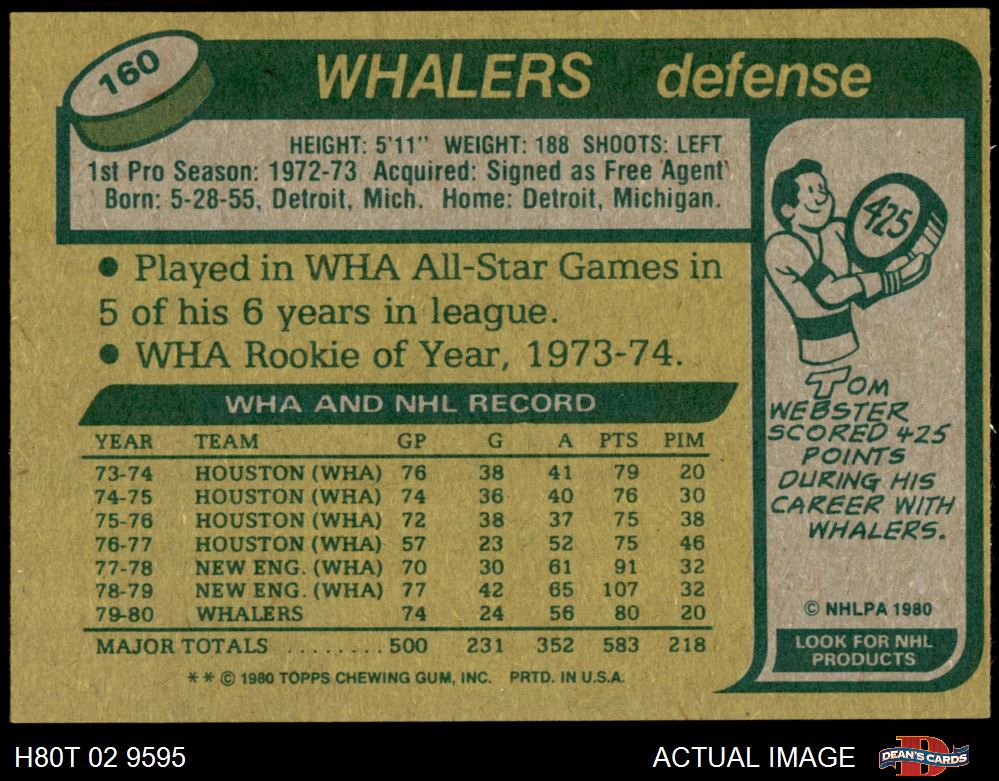 160
WHALERS defense
HEIGHT: 5'11" WEIGHT: 188 SHOOTS: LEFT
1st Pro Season: 1972-73 Acquired: Signed as Free Agent
Born: 5-28-55, Detroit, Mich. Home: Detroit, Michigan.
• Played in WHA All-Star Games in
5 of his 6 years in league.
• WHA Rookie of Year, 1973-74.
WHA AND NHL RECORD
YEAR TEAM GP G A PTS PIM
73-74 HOUSTON (WHA) 76 38 41 79 20
74-75 HOUSTON (WHA) 74 36 40 76 30
75-76 HOUSTON (WHA) 72 38 37 75 38
76-77 HOUSTON (WHA) 57 23 52 75 46
77-78 NEW ENG. (WHA) 70 30 61 91 32
78-79 NEW ENG. (WHA) 77 42 65 107 32
79-80 WHALERS 74 24 56 80 20
MAJOR TOTALS ........ 500 231 352 583 218
** © 1980 TOPPS CHEWING GUM, INC. PRTD. IN U.S.A.
425
TOM
WEBSTER
SCORED 425
POINTS
DURING HIS
CAREER WITH
WHALERS.
© NHLPA 1980
LOOK FOR NHL
PRODUCTS
H80T 02 9595 ACTUAL IMAGE DEAN'S CARDS